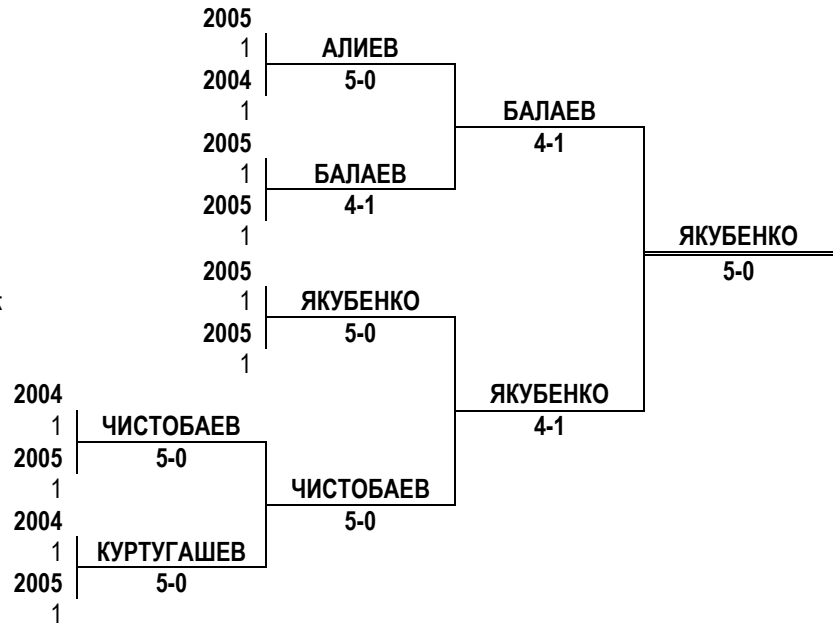 2005
1 АЛИЕВ
2004 5-0
1 БАЛАЕВ
2005 4-1
1 БАЛАЕВ
2005 4-1
1 ЯКУБЕНКО
2005 5-0
1 ЯКУБЕНКО
2005 5-0
1 ЯКУБЕНКО
2004 4-1
1 ЧИСТОБАЕВ
2005 5-0
1 ЧИСТОБАЕВ
2004 5-0
1 КУРТУГАШЕВ
2005 5-0
1